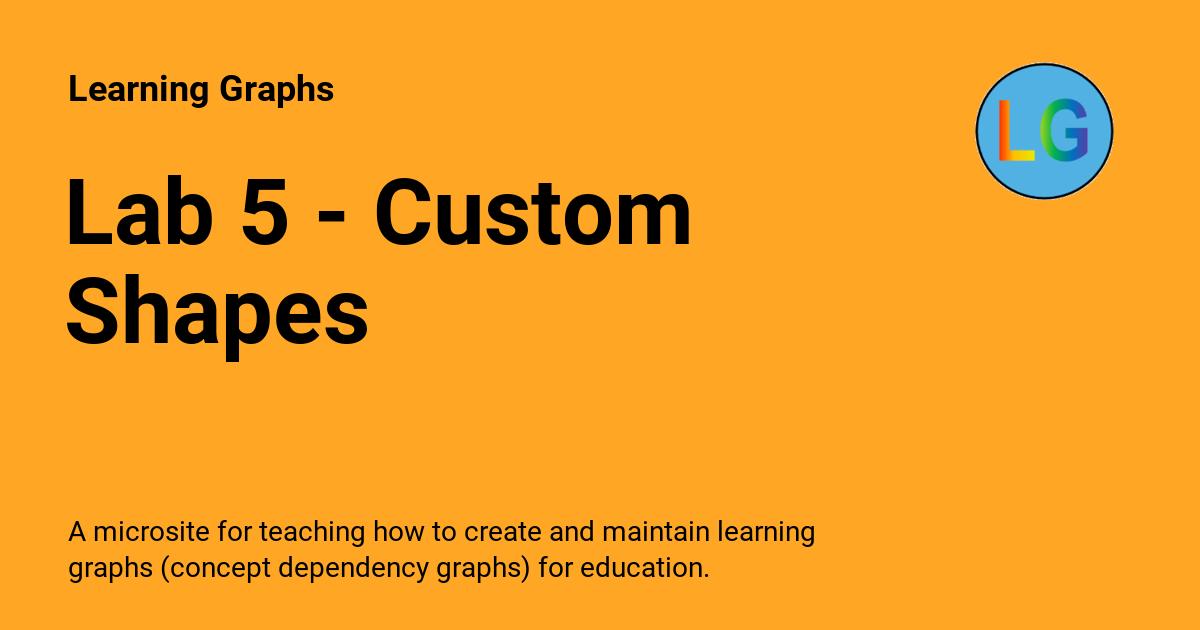 Learning Graphs
LG
Lab 5 - Custom
Shapes
A microsite for teaching how to create and maintain learning
graphs (concept dependency graphs) for education.